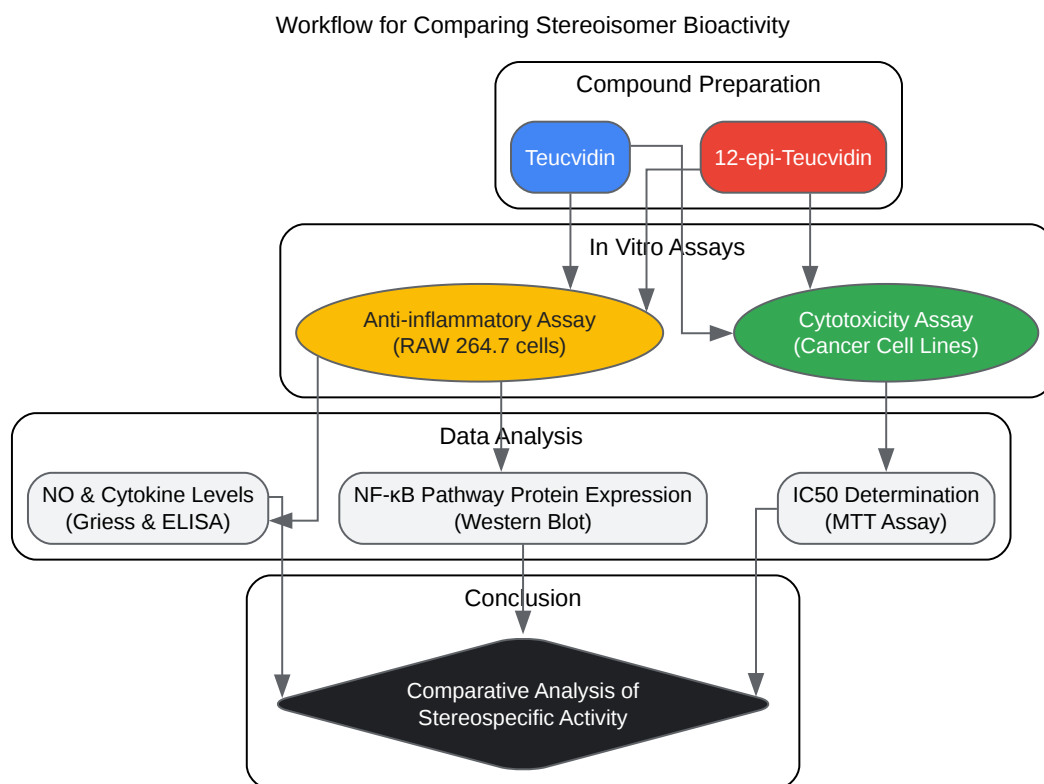 Workflow for Comparing Stereoisomer Bioactivity
Compound Preparation
Teucvidin
12-epi-Teucvidin
In Vitro Assays
Anti-inflammatory Assay
(RAW 264.7 cells)
Cytotoxicity Assay
(Cancer Cell Lines)
Data Analysis
NO & Cytokine Levels
(Griess & ELISA)
NF-κB Pathway Protein Expression
(Western Blot)
IC50 Determination
(MTT Assay)
Conclusion
Comparative Analysis of
Stereospecific Activity